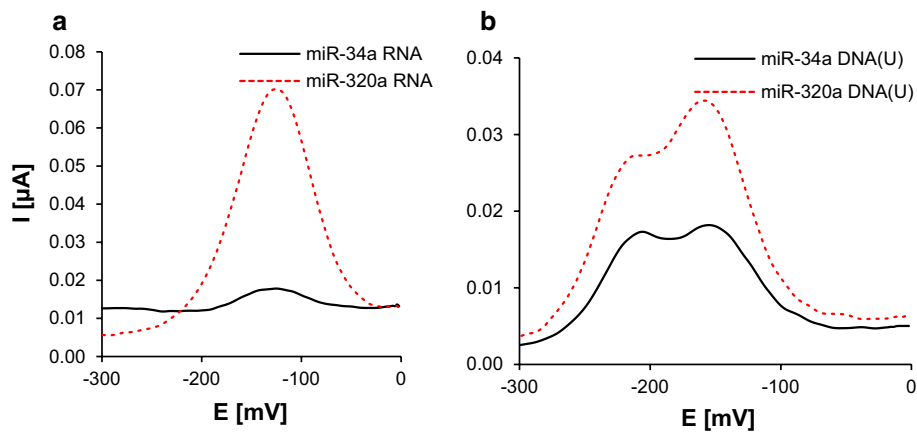 a
miR-34a RNA
miR-320a RNA
0.08
0.07
0.06
0.05
0.04
0.03
0.02
0.01
0.00
I [µA]
-300
-200
-100
0
E [mV]
b
miR-34a DNA(U)
miR-320a DNA(U)
0.04
0.03
0.02
0.01
0.00
-300
-200
-100
0
E [mV]